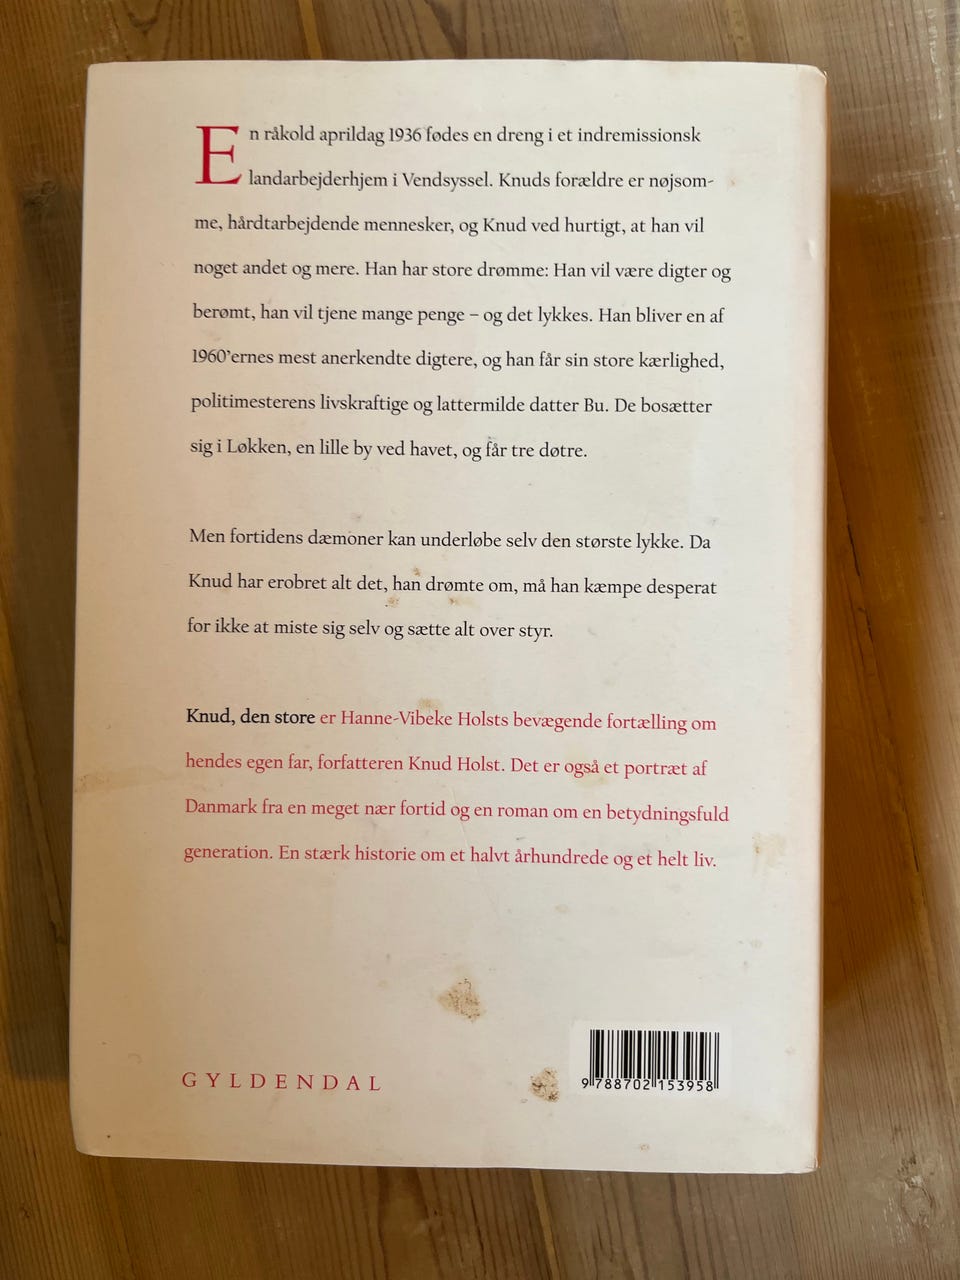 En råkold aprildag 1936 fødes en dreng i et indremissionsk
landarbejderhjem i Vendsyssel. Knuds forældre er nøjsom-
me, hårdtarbejdende mennesker, og Knud ved hurtigt, at han vil
noget andet og mere. Han har store drømme: Han vil være digter og
berømt, han vil tjene mange penge – og det lykkes. Han bliver en af
1960'ernes mest anerkendte digtere, og han får sin store kærlighed,
politimesterens livskraftige og lattermilde datter Bu. De bosætter
sig i Løkken, en lille by ved havet, og får tre døtre.
Men fortidens dæmoner kan underløbe selv den største lykke. Da
Knud har erobret alt det, han drømte om, må han kæmpe desperat
for ikke at miste sig selv og sætte alt over styr.
Knud, den store er Hanne-Vibeke Holsts bevægende fortælling om
hendes egen far, forfatteren Knud Holst. Det er også et portræt af
Danmark fra en meget nær fortid og en roman om en betydningsfuld
generation. En stærk historie om et halvt århundrede og et helt liv.
GYLDENDAL
9 788702 153958